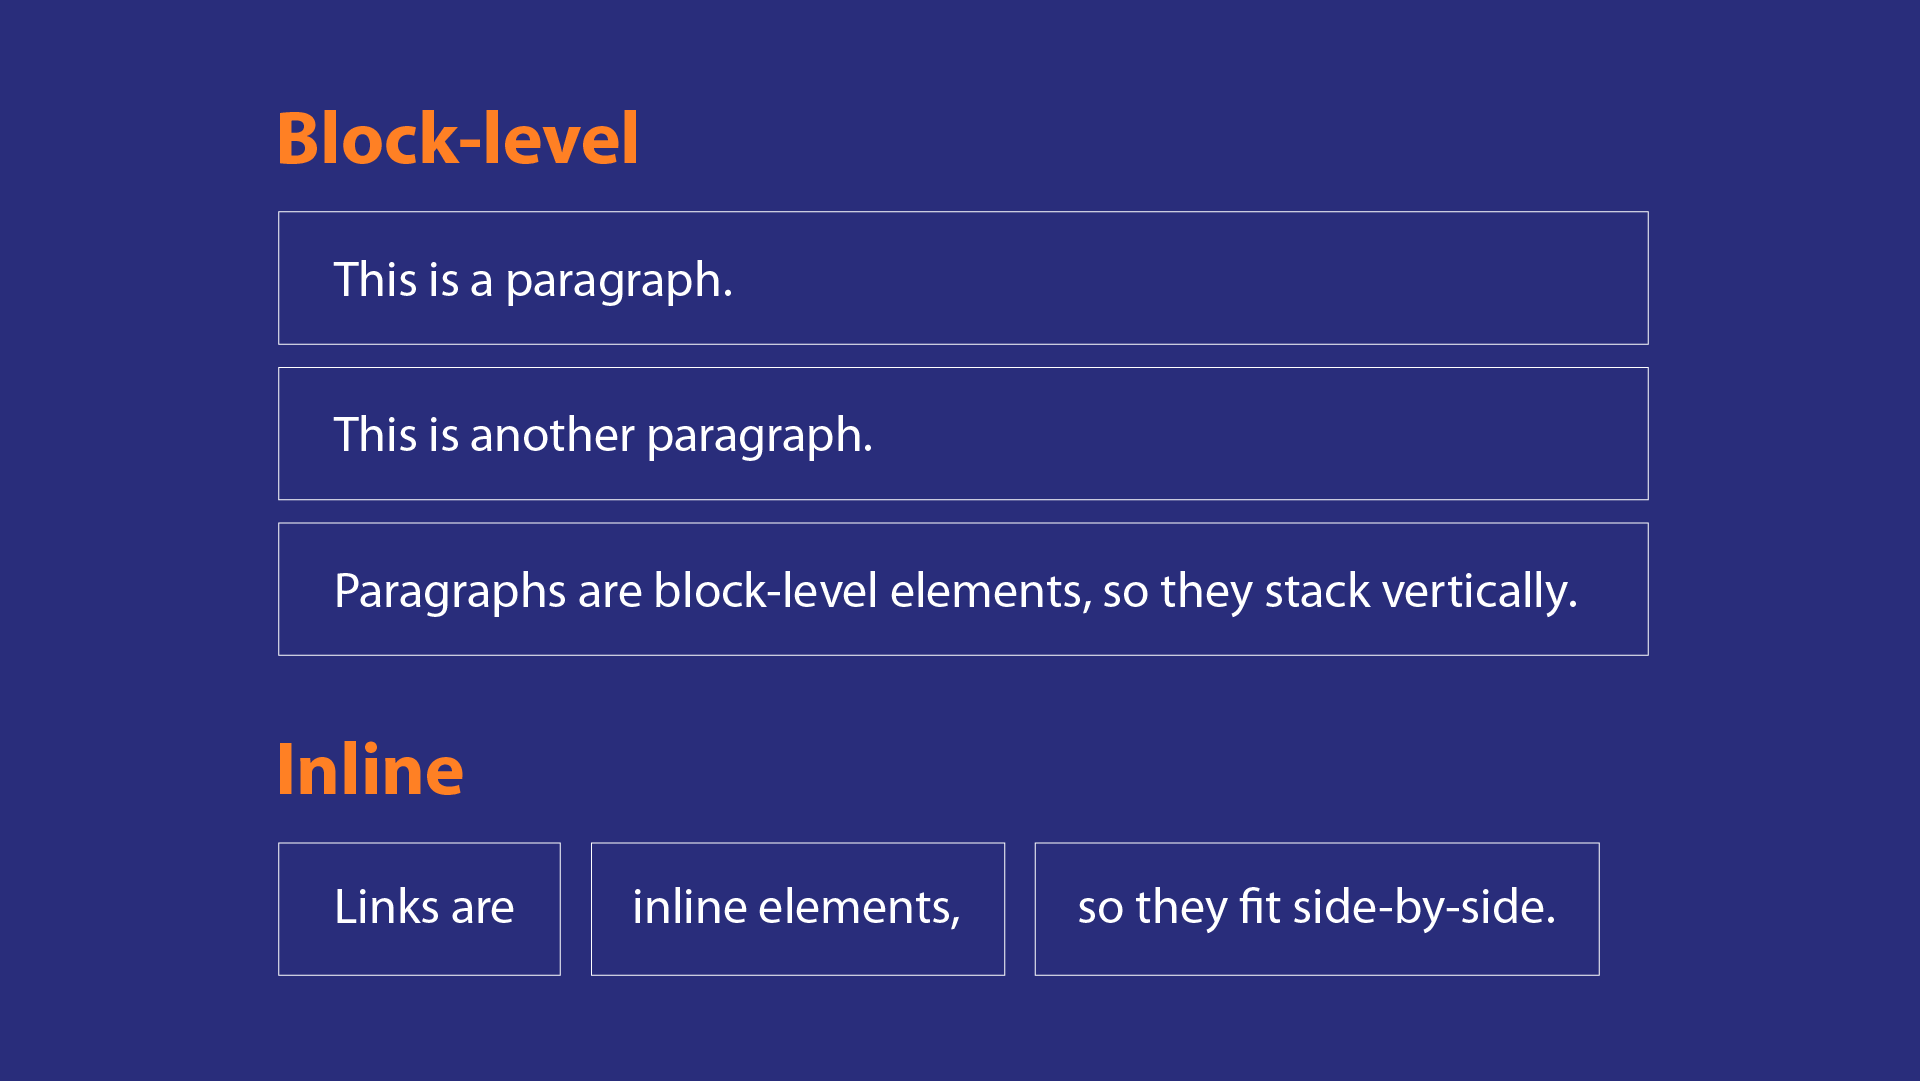 Block-level
This is a paragraph.
This is another paragraph.
Paragraphs are block-level elements, so they stack vertically.
Inline
Links are inline elements, so they fit side-by-side.